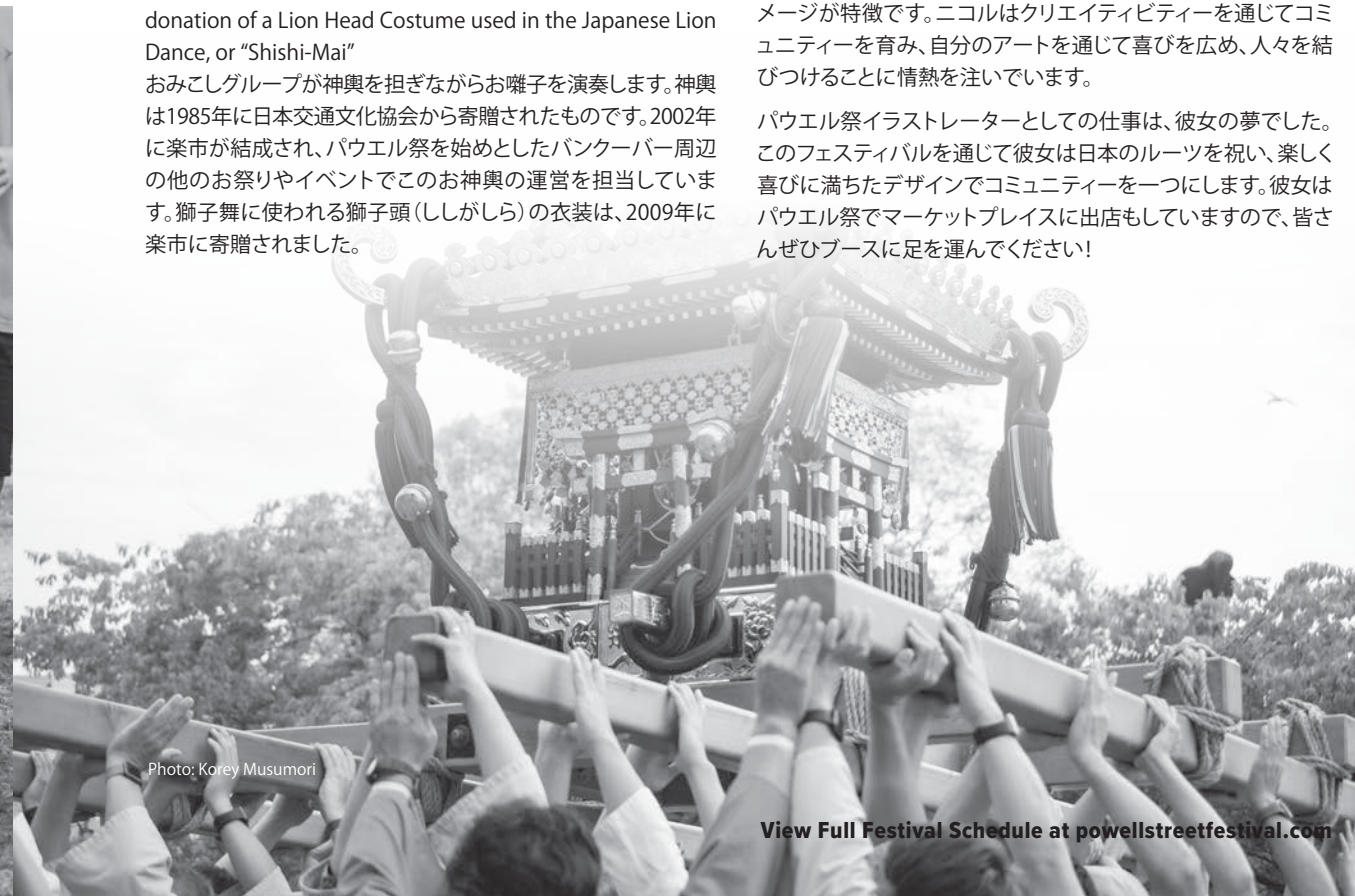 donation of a Lion Head Costume used in the Japanese Lion
Dance, or “Shishi-Mai”
おみこしグループが神輿を担ぎながらお囃子を演奏します。神輿
は1985年に日本交通文化協会から寄贈されたものです。2002年
に楽市が結成され、パウエル祭を始めとしたバンクーバー周辺
の他のお祭りやイベントでこのお神輿の運営を担当していま
す。獅子舞に使われる獅子頭（ししがしら）の衣装は、2009年に
楽市に寄贈されました。
メージが特徴です。ニコルはクリエイティビティーを通じてコミ
ュニティーを育み、自分のアートを通じて喜びを広め、人々を結
びつけることに情熱を注いでいます。
パウエル祭イラストレーターとしての仕事は、彼女の夢でした。
このフェスティバルを通じて彼女は日本のルーツを祝い、楽しく
喜びに満ちたデザインでコミュニティーを一つにします。彼女は
パウエル祭でマーケットプレイスに出店もしていますので、皆さ
んぜひブースに足を運んでください！
Photo: Korey Musumori
View Full Festival Schedule at powellstreetfestival.com